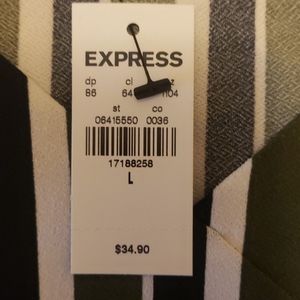 EXPRESS
dp cl
86 64 104
st co
06415550 0036
17188258
L
$34.90